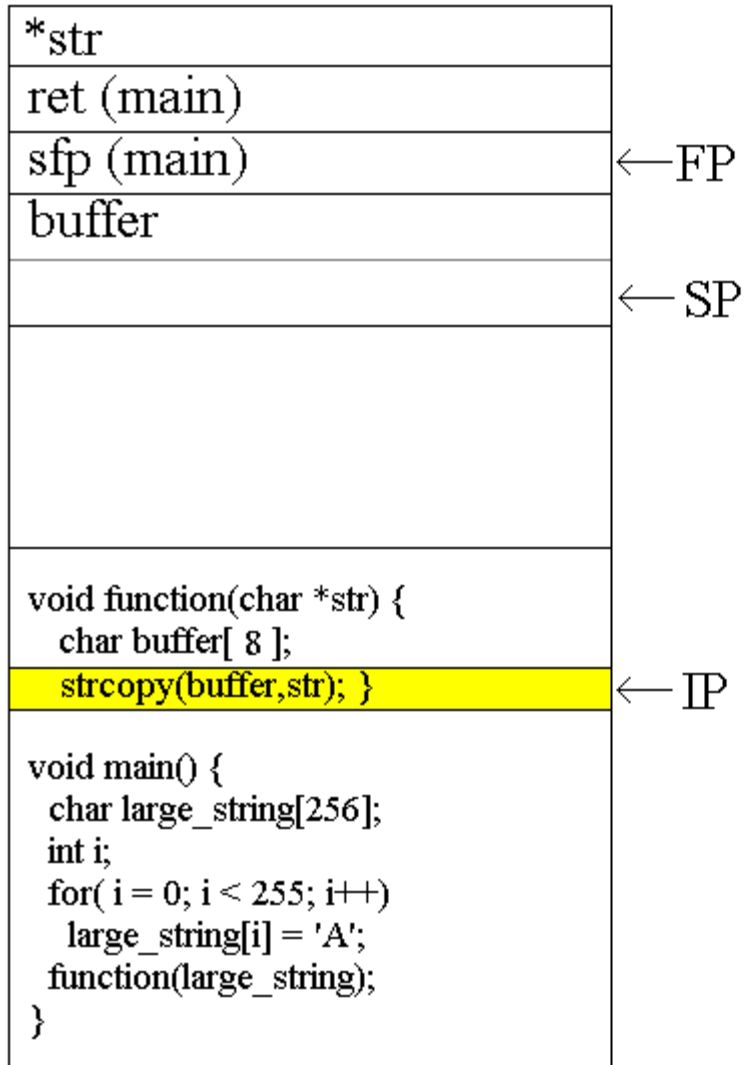 *str
ret (main)
sfp (main)
←FP
buffer
←SP
void function(char *str) {
char buffer[ 8 ];
strcopy(buffer,str); }
←IP
void main() {
char large_string[256];
int i;
for( i = 0; i < 255; i++)
large_string[i] = 'A';
function(large_string);
}